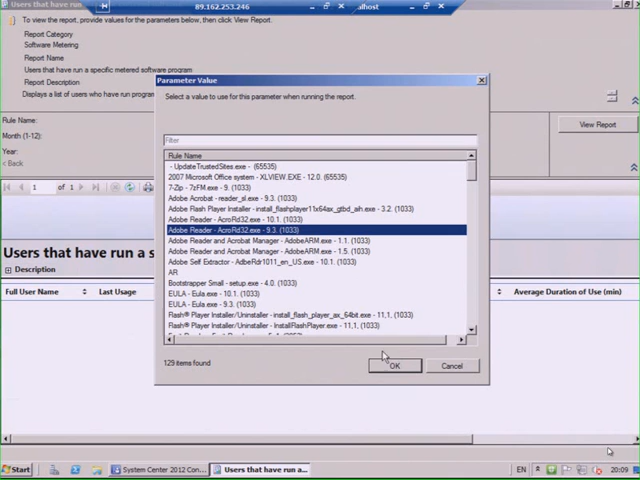 Users that have run a s
89.162.253.246
alhost
To view the report, provide values for the parameters below, then click View Report.
Report Category
Software Metering
Report Name
Users that have run a specific metered software program
Report Description
Displays a list of users who have run program
Rule Name:
Month (1-12):
Year:
< Back
View Report
1 of 1
Users that have run a s
Description
Full User Name
Last Usage
Average Duration of Use (min)
Parameter Value
Select a value to use for this parameter when running the report.
Filter
Rule Name
- UpdateTrustedSites.exe - (65535)
2007 Microsoft Office system - XLVIEW.EXE - 12.0. (65535)
7-Zip - 7zFM.exe - 9. (1033)
Adobe Acrobat - reader_sl.exe - 9.3. (1033)
Adobe Flash Player Installer - install_flashplayer11x64ax_gtbd_aih.exe - 3.2. (1033)
Adobe Reader - AcroRd32.exe - 10.1. (1033)
Adobe Reader - AcroRd32.exe - 9.3. (1033)
Adobe Reader and Acrobat Manager - AdobeARM.exe - 1.1. (1033)
Adobe Reader and Acrobat Manager - AdobeARM.exe - 1.5. (1033)
Adobe Self Extractor - AdbeRdr1011_en_US.exe - 10.1. (1033)
AR
Bootstrapper Small - setup.exe - 4.0. (1033)
EULA - Eula.exe - 10.1. (1033)
EULA - Eula.exe - 9.3. (1033)
Flash® Player Installer/Uninstaller - install_flash_player_ax_64bit.exe - 11,1, (1033)
Flash® Player Installer/Uninstaller - InstallFlashPlayer.exe - 11,1, (1033)
129 items found
OK
Cancel
Start
System Center 2012 Con...
Users that have run a...
EN
20:09